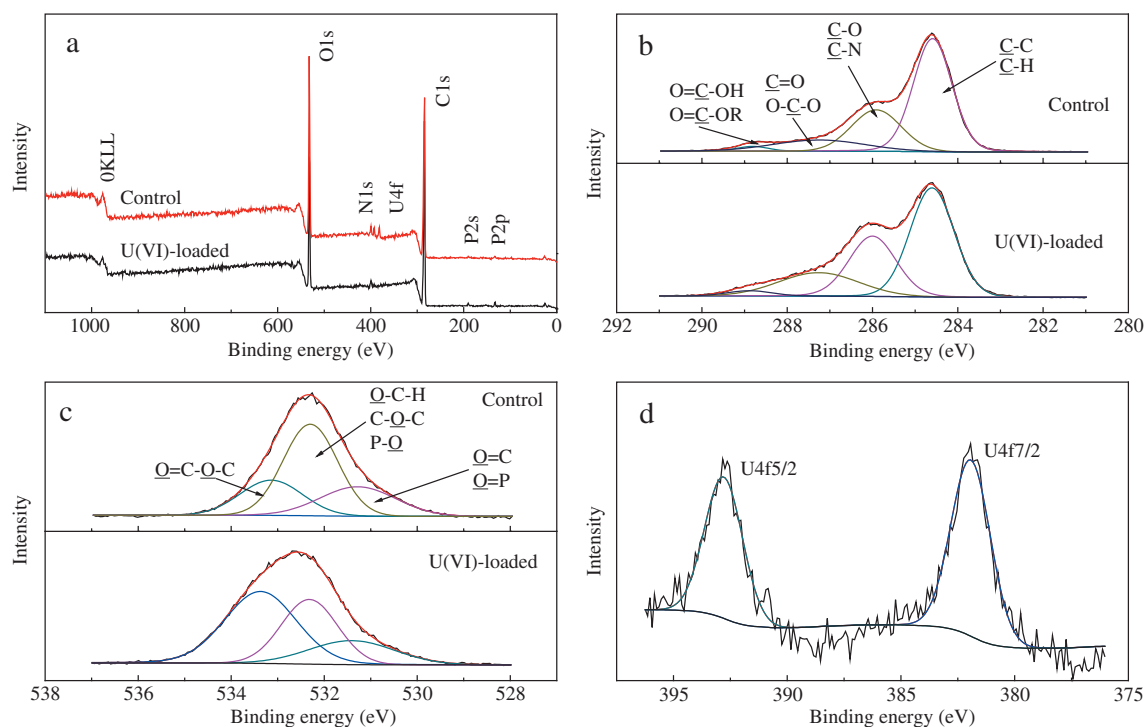 a
O1s
C1s
0KLL
N1s
U4f
P2s
P2p
Control
U(VI)-loaded
Intensity
1000 800 600 400 200 0
Binding energy (eV)
b
C-O
C-N
C-C
C-H
O=C-OH
O=C-OR
C=O
O-C-O
Control
U(VI)-loaded
Intensity
292 290 288 286 284 282 280
Binding energy (eV)
c
O-C-H
C-O-C
P-O
Control
O=C-O-C
O=C
O=P
U(VI)-loaded
Intensity
538 536 534 532 530 528
Binding energy (eV)
d
U4f5/2
U4f7/2
Intensity
395 390 385 380 375
Binding energy (eV)